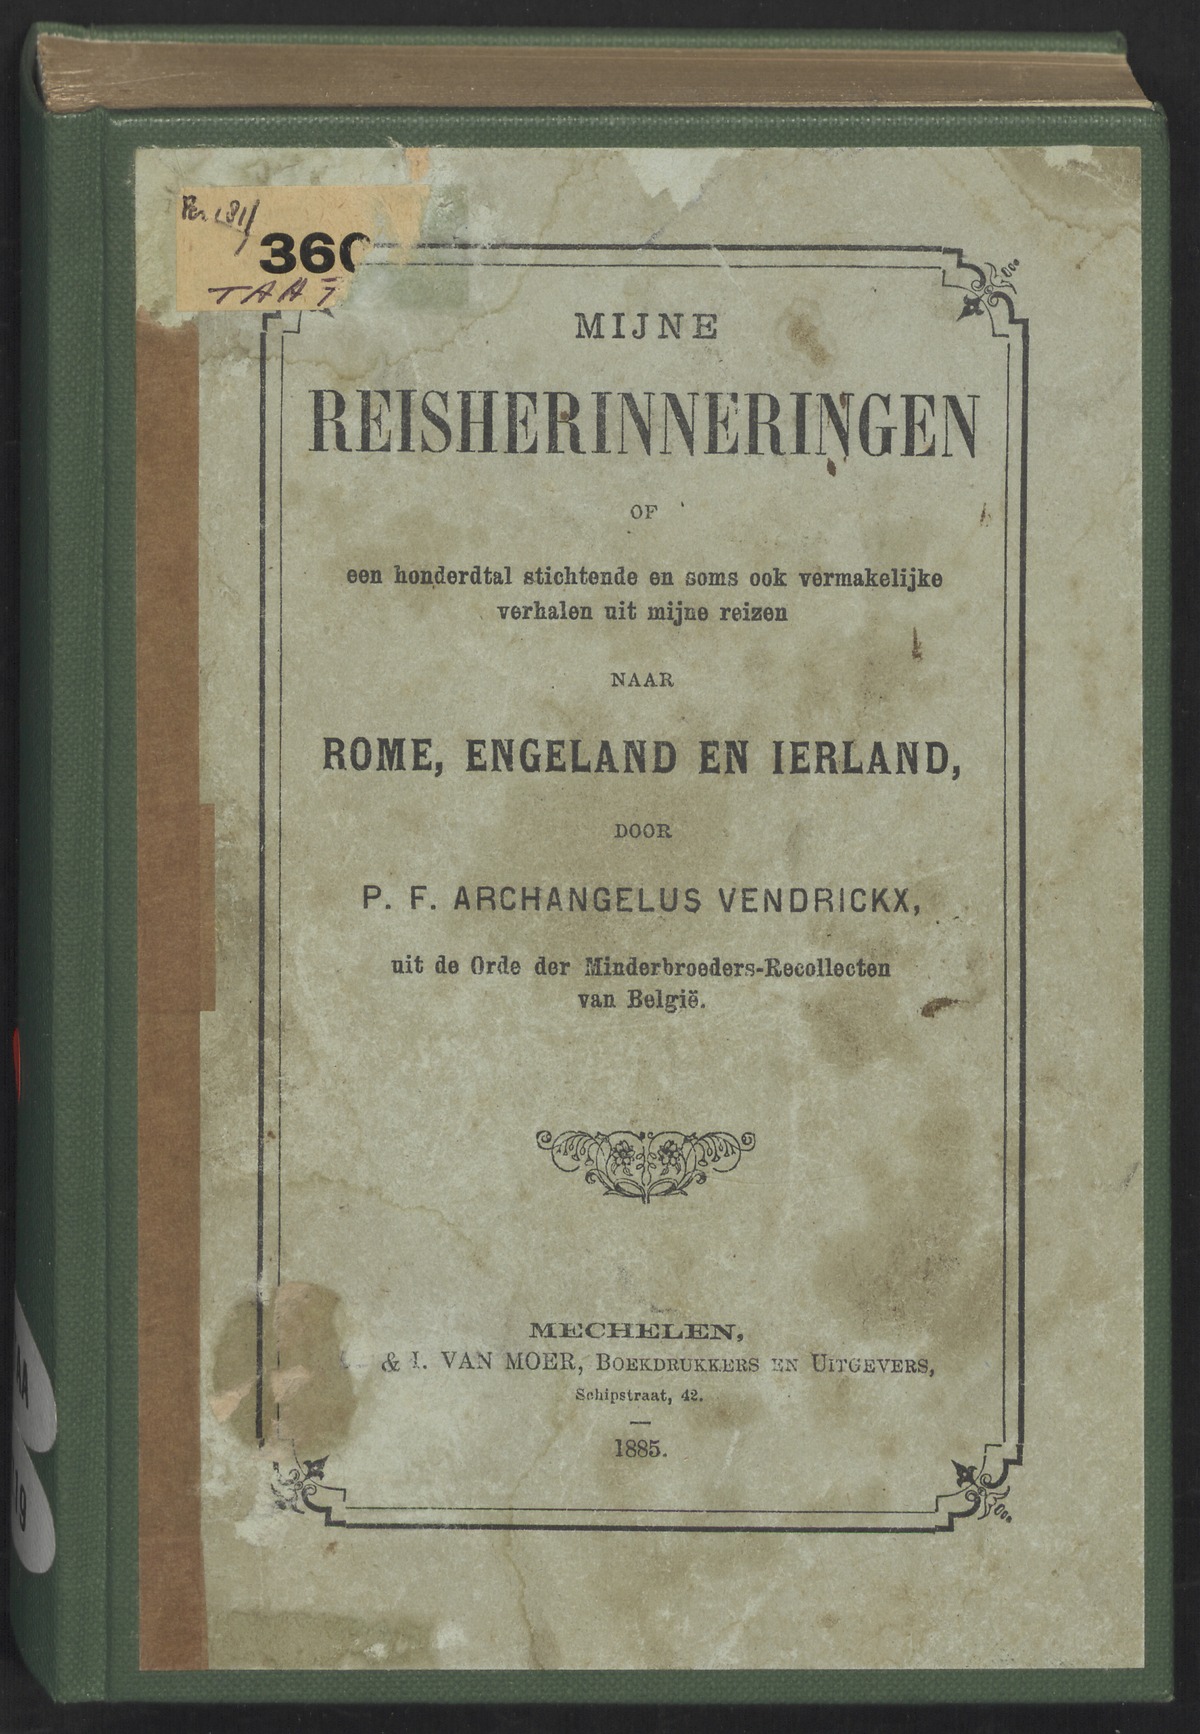 360
TAAT
MIJNE
REISHERINNERINGEN
OF
een honderdtal stichtende en soms ook vermakelijke
verhalen uit mijne reizen
NAAR
ROME, ENGELAND EN IERLAND,
DOOR
P. F. ARCHANGELUS VENDRICKX,
uit de Orde der Minderbroeders-Recollecten
van België.
MECHELEN,
& I. VAN MOER, BOEKDRUKKERS EN UITGEVERS,
Schipstraat, 42.
1885.